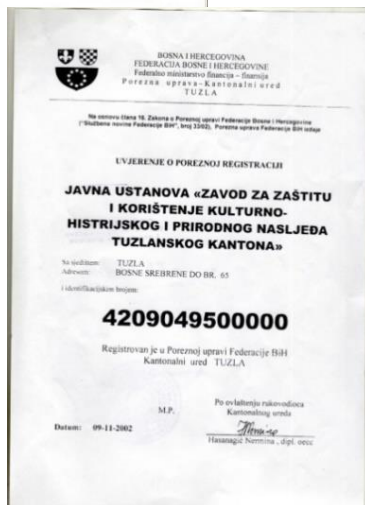 BOSNA I HERCEGOVINA
FEDERACIJA BOSNE I HERCEGOVINE
Federalno ministarstvo financija – finansija
Porezna uprava–Kantonalni ured
TUZLA
Na osnovu člana 16. Zakona o Poreznoj upravi Federacije Bosne i Hercegovine
("Službene novine Federacije BiH", broj 33/02), Porezna uprava Federacije BiH izdaje
UVJERENJE O POREZNOJ REGISTRACIJI
JAVNA USTANOVA «ZAVOD ZA ZAŠTITU
I KORIŠTENJE KULTURNO-
HISTRIJSKOG I PRIRODNOG NASLJEĐA
TUZLANSKOG KANTONA»
Sa sjedištem: TUZLA
Adresom: BOSNE SREBRENE DO BR. 65
i identifikacijskim brojem:
4209049500000
Registrovan je u Poreznoj upravi Federacije BiH
Kantonalni ured TUZLA
Po ovlaštenju rukovodioca
M.P. Kantonalnog ureda
Datum: 09-11-2002
Hasanagić Nermina , dipl. oecc